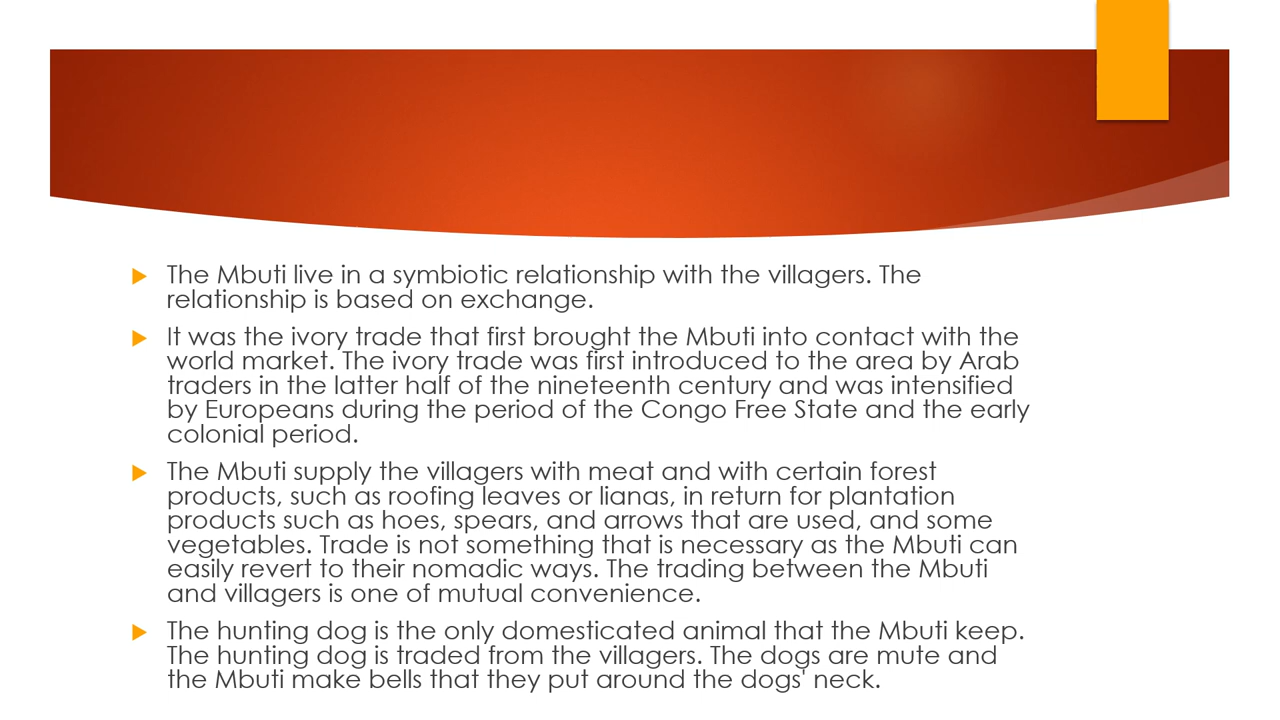 The Mbuti live in a symbiotic relationship with the villagers. The
relationship is based on exchange.
It was the ivory trade that first brought the Mbuti into contact with the
world market. The ivory trade was first introduced to the area by Arab
traders in the latter half of the nineteenth century and was intensified
by Europeans during the period of the Congo Free State and the early
colonial period.
The Mbuti supply the villagers with meat and with certain forest
products, such as roofing leaves or lianas, in return for plantation
products such as hoes, spears, and arrows that are used, and some
vegetables. Trade is not something that is necessary as the Mbuti can
easily revert to their nomadic ways. The trading between the Mbuti
and villagers is one of mutual convenience.
The hunting dog is the only domesticated animal that the Mbuti keep.
The hunting dog is traded from the villagers. The dogs are mute and
the Mbuti make bells that they put around the dogs' neck.